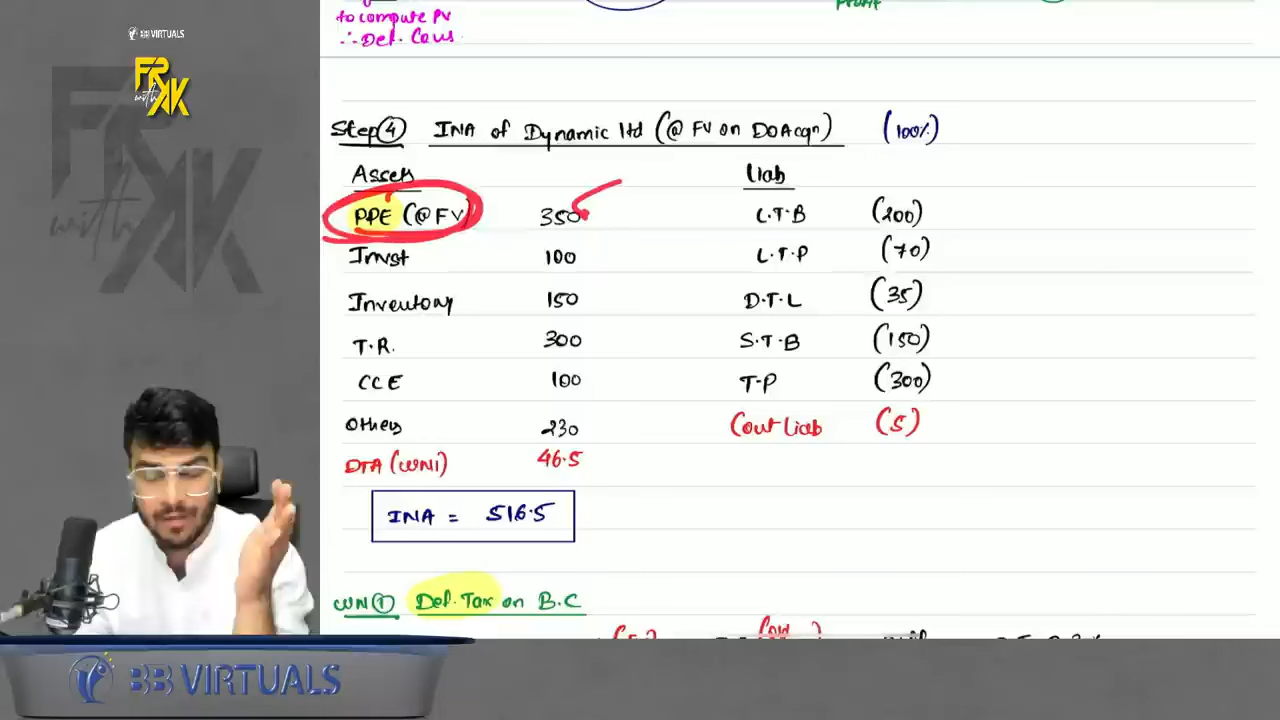 BB VIRTUALS
FR
with
AK
to compute PV
∴ Def. Cons
Step ④ INA of Dynamic ltd (@ FV on DOAcqn) (100%)
Assets Liab
PPE (@ FV) 350 L.T.B (200)
Invst 100 L.T.P (70)
Inventory 150 D.T.L (35)
T.R. 300 S.T.B (150)
CCE 100 T.P (300)
Others 230 Cont Liab (5)
DTA (WN1) 46.5
INA = 516.5
WN ① Def. Tax on B.C
BB VIRTUALS